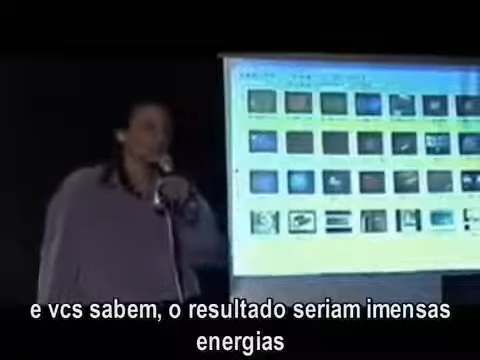 e vcs sabem, o resultado seriam imensas
energias